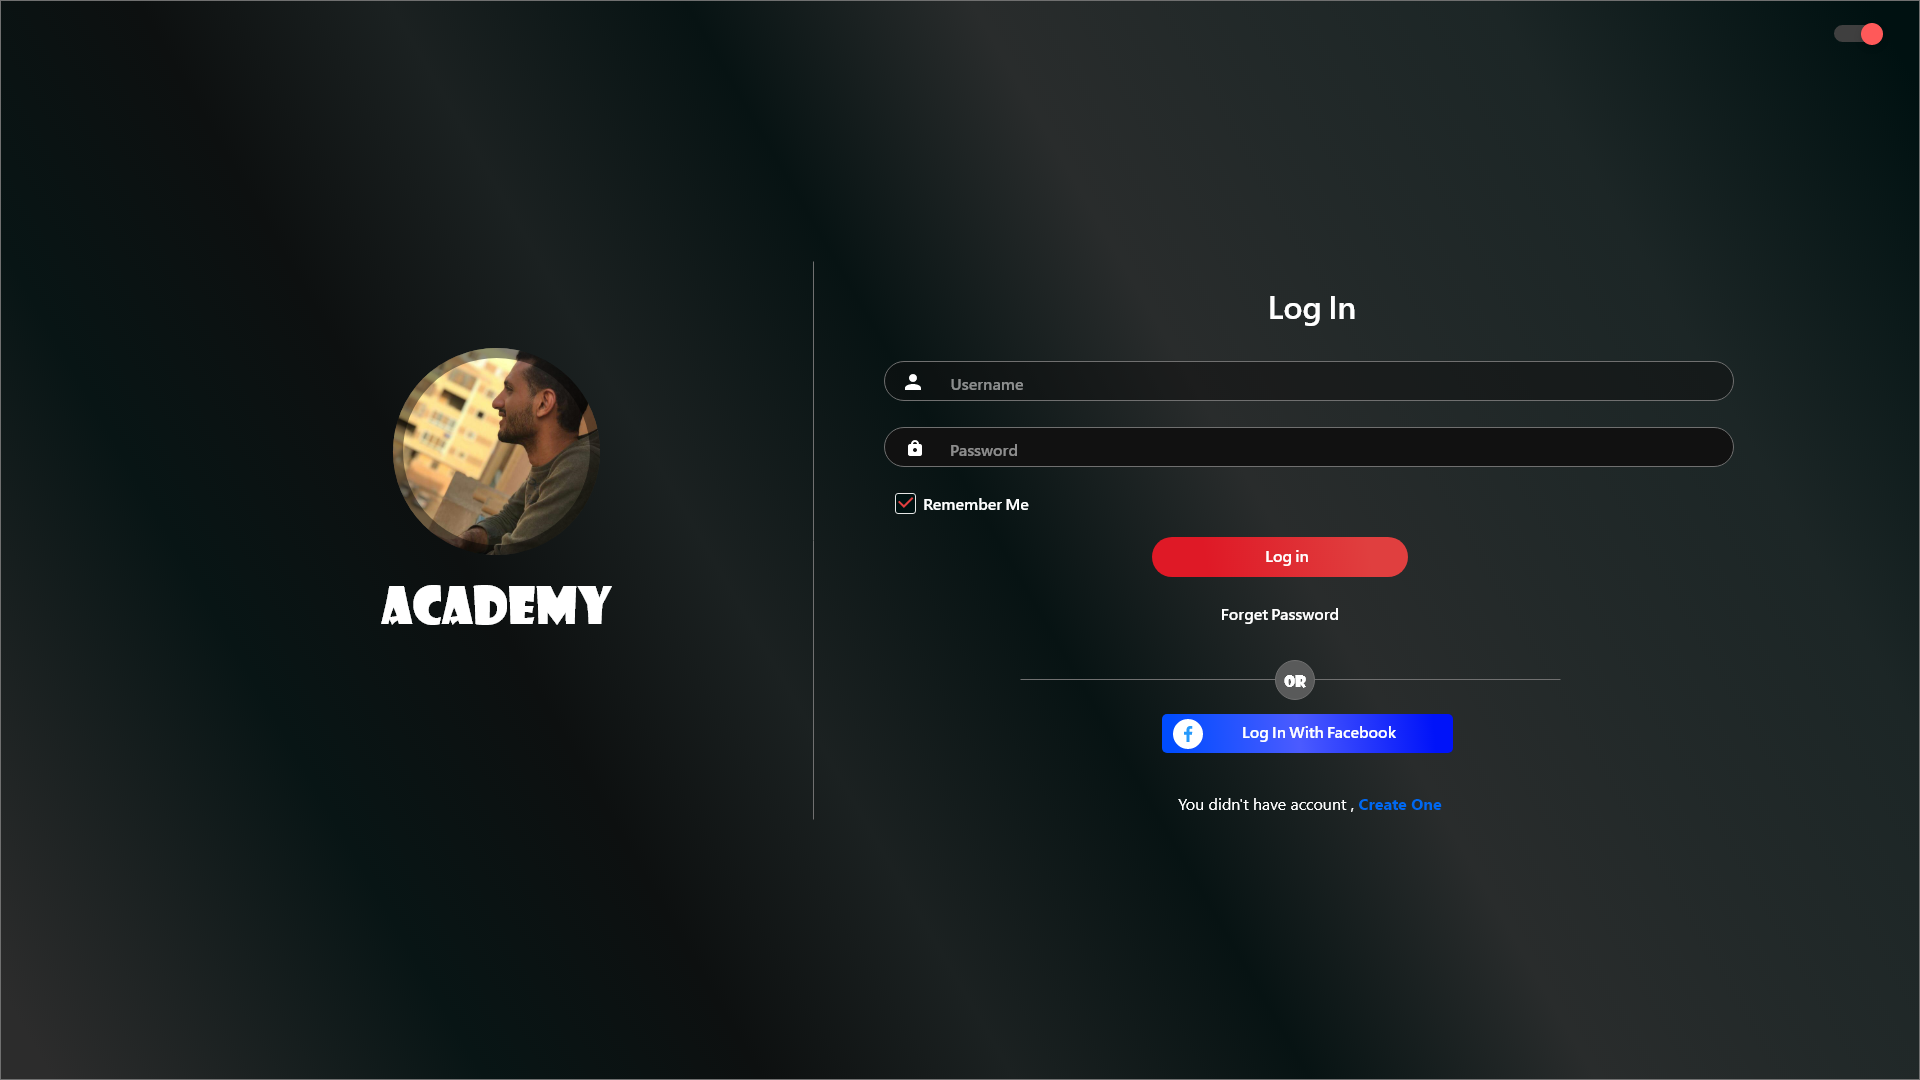 ACADEMY
Log In
Username
Password
Remember Me
Log in
Forget Password
OR
Log In With Facebook
You didn't have account , Create One